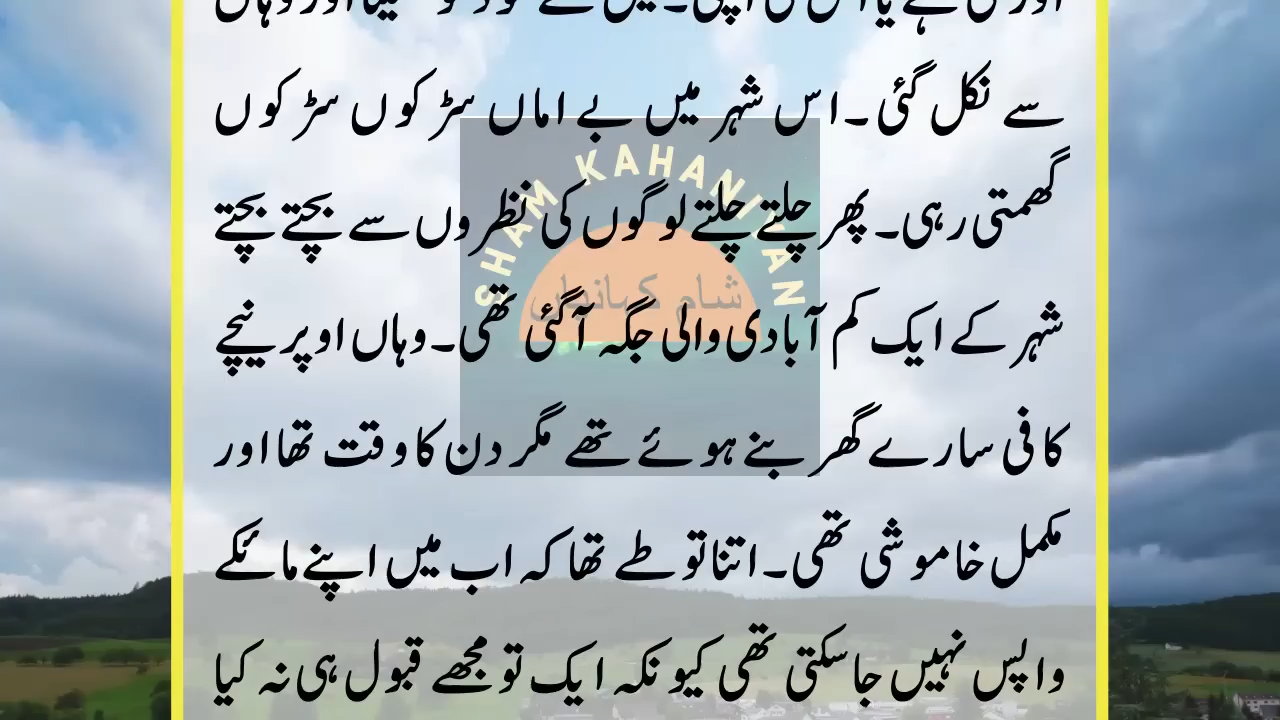 سے نکل گئی۔اس شہر میں بے اماں سڑکوں سڑکوں
گھمتی رہی۔ پھر چلتے چلتے لوگوں کی نظروں سے بچتے بچتے
شہر کے ایک کم آبادی والی جگہ آگئی تھی۔وہاں اوپر نیچے
کافی سارے گھر بنے ہوئے تھے مگر دن کا وقت تھا اور
مکمل خاموشی تھی۔اتنا تو طے تھا کہ اب میں اپنے مائکے
واپس نہیں جاسکتی تھی کیونکہ ایک تو مجھے قبول ہی نہ کیا
SHAM KAHANIYAN
شام کہانیاں